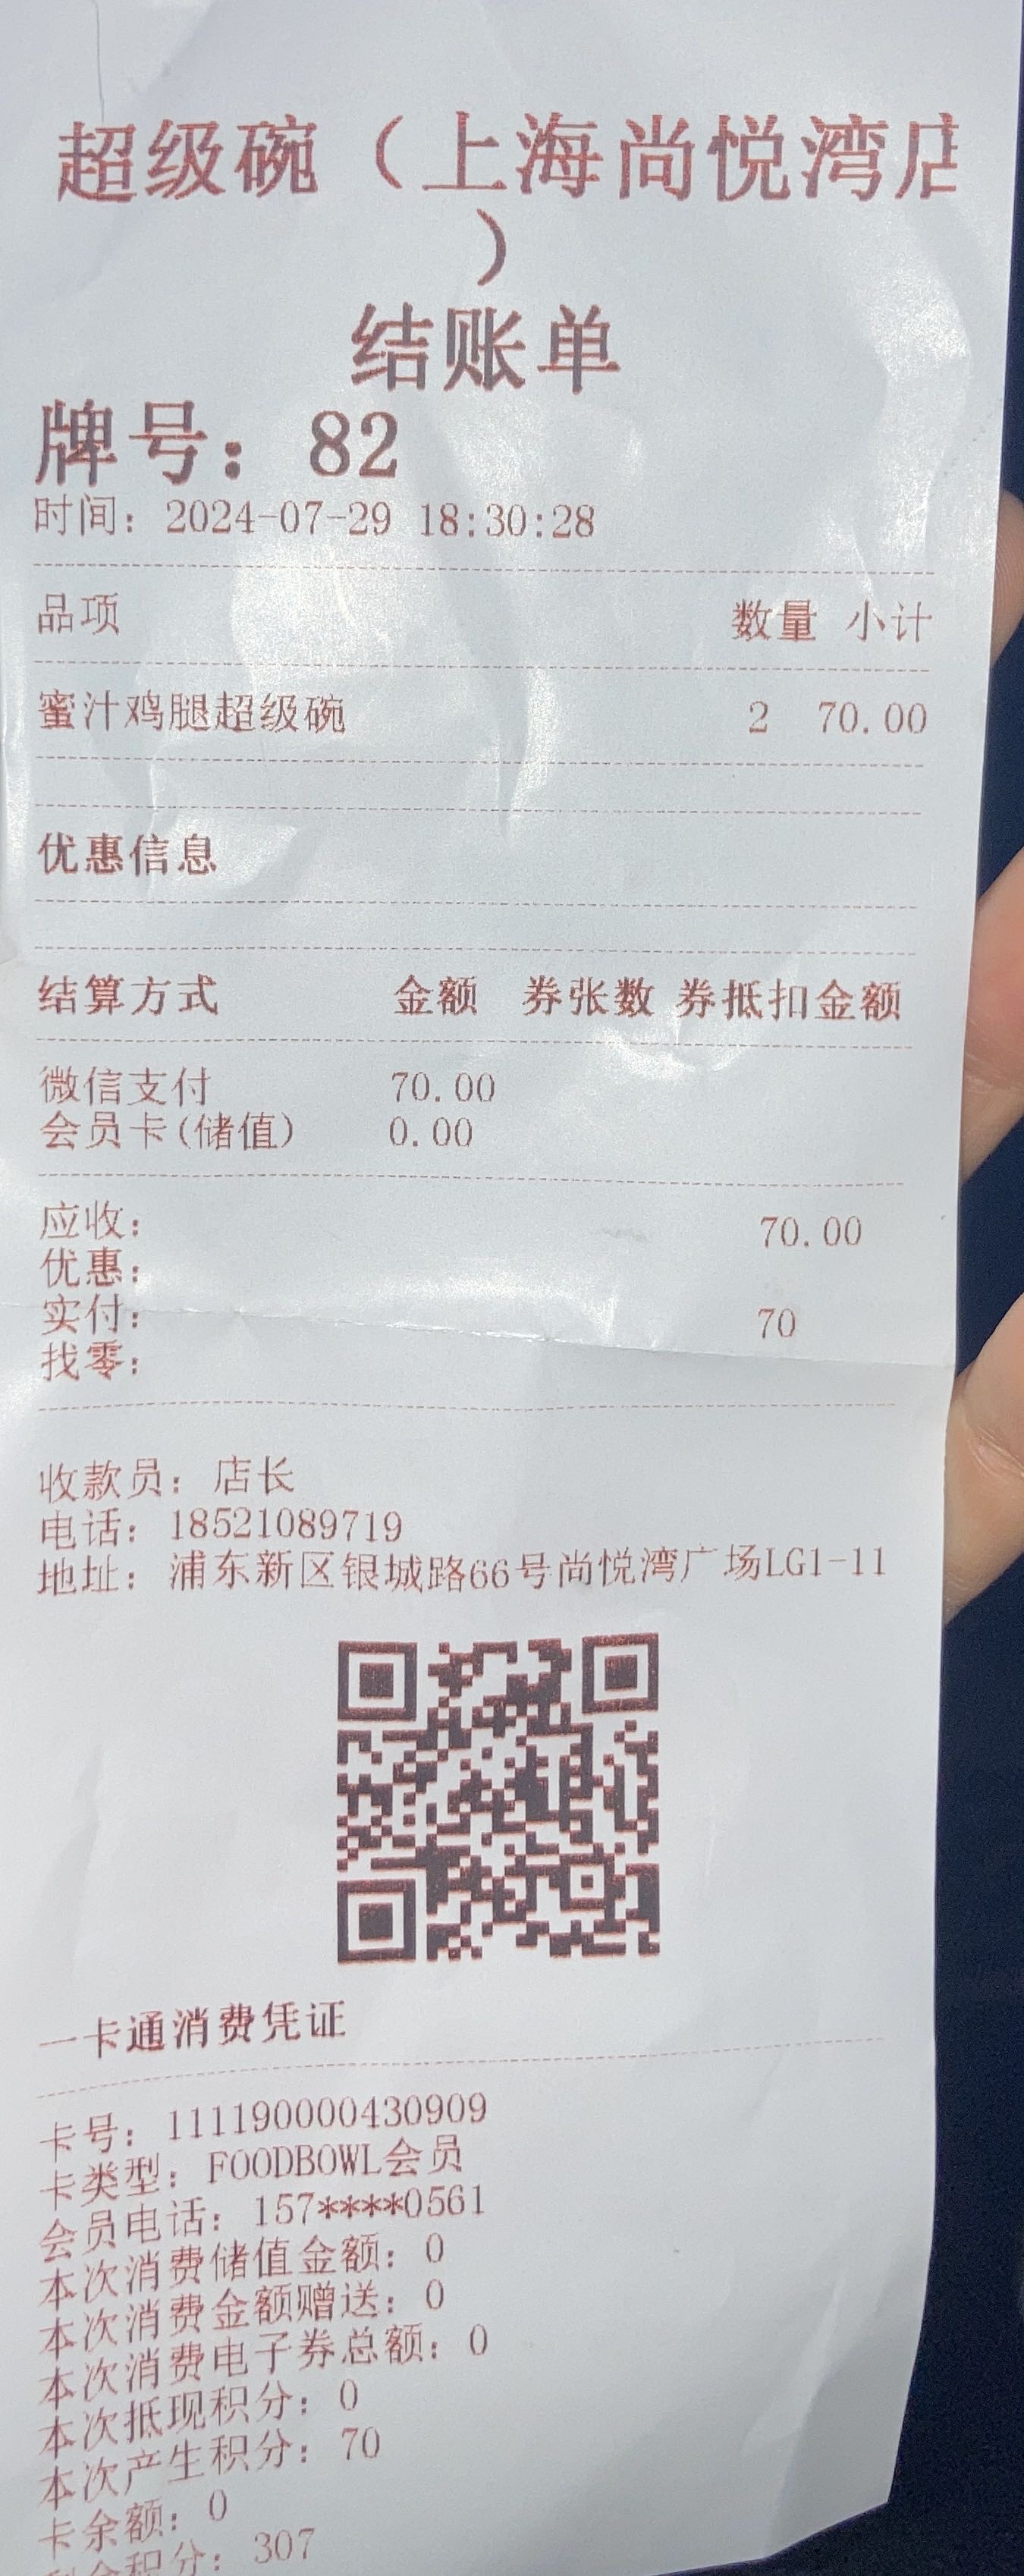 超级碗（上海尚悦湾店
）
结账单
牌号：82
时间：2024-07-29 18:30:28
品项 数量 小计
蜜汁鸡腿超级碗 2 70.00
优惠信息
结算方式 金额 券张数 券抵扣金额
微信支付 70.00
会员卡(储值) 0.00
应收： 70.00
优惠：
实付： 70
找零：
收款员：店长
电话：18521089719
地址：浦东新区银城路66号尚悦湾广场LG1-11
一卡通消费凭证
卡号：111190000430909
卡类型：FOODBOWL会员
会员电话：157****0561
本次消费储值金额：0
本次消费金额赠送：0
本次消费电子券总额：0
本次抵现积分：0
本次产生积分：70
卡余额：0
积分：307